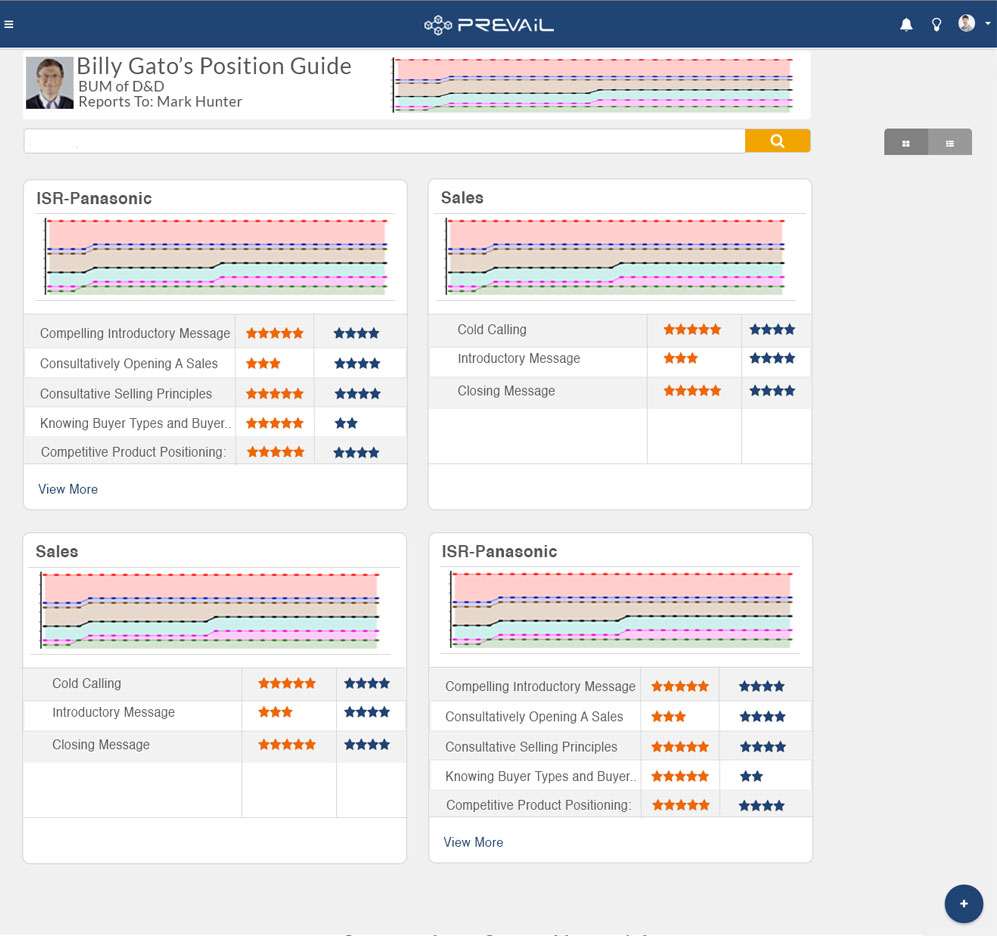 PREVAIL
Billy Gato's Position Guide
BUM of D&D
Reports To: Mark Hunter
ISR-Panasonic
Compelling Introductory Message
Consultatively Opening A Sales
Consultative Selling Principles
Knowing Buyer Types and Buyer..
Competitive Product Positioning:
View More
Sales
Cold Calling
Introductory Message
Closing Message
Sales
Cold Calling
Introductory Message
Closing Message
ISR-Panasonic
Compelling Introductory Message
Consultatively Opening A Sales
Consultative Selling Principles
Knowing Buyer Types and Buyer..
Competitive Product Positioning:
View More